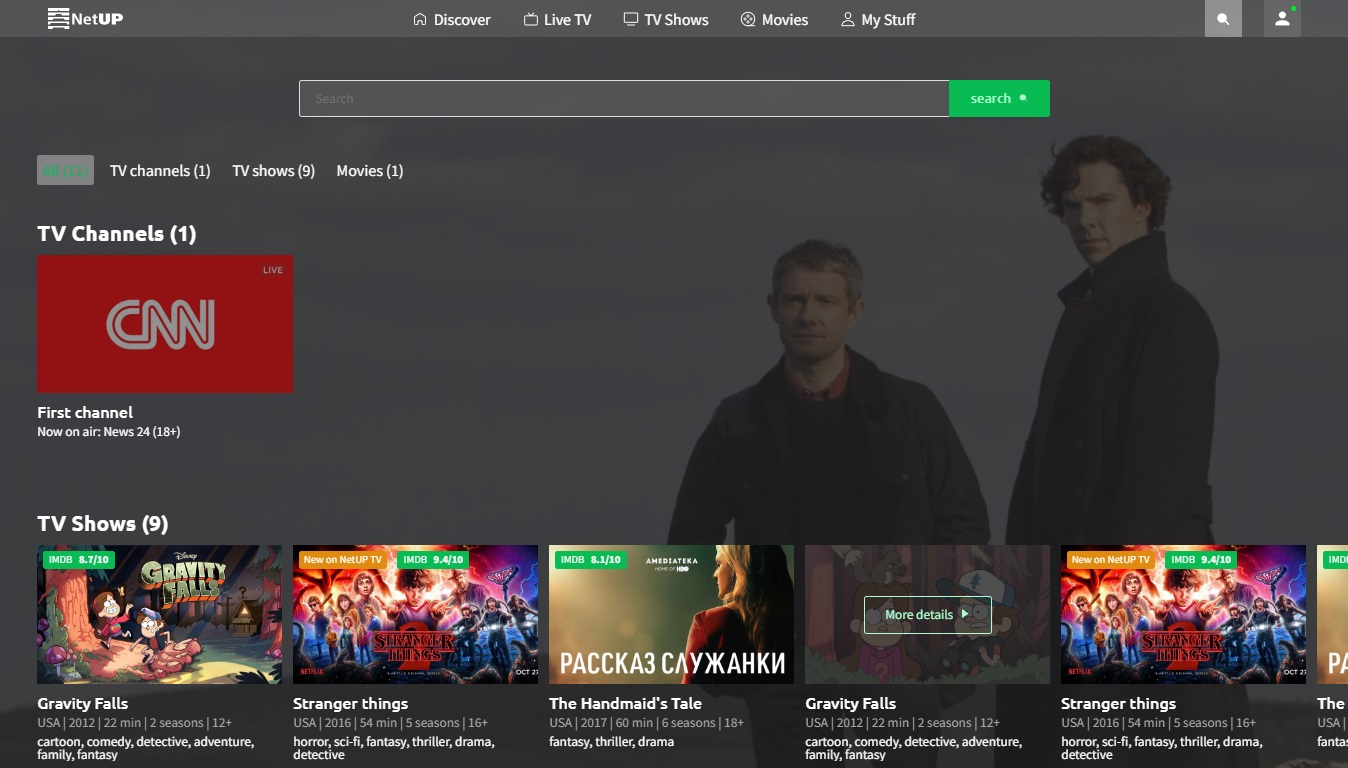 NetUP
Discover
Live TV
TV Shows
Movies
My Stuff
Search
search
All (11)
TV channels (1)
TV shows (9)
Movies (1)
TV Channels (1)
LIVE
CNN
First channel
Now on air: News 24 (18+)
TV Shows (9)
IMDB 8.7/10
Disney
GRAVITY FALLS
New on NetUP TV
IMDB 9.4/10
STRANGER THINGS 2
NETFLIX
A NETFLIX ORIGINAL SERIES
OCT 27
IMDB 8.1/10
AMEDIATEKA
HOME OF HBO
РАССКАЗ СЛУЖАНКИ
More details
New on NetUP TV
IMDB 9.4/10
STRANGER THINGS 2
NETFLIX
A NETFLIX ORIGINAL SERIES
OCT 27
IMD
РА
Gravity Falls
USA | 2012 | 22 min | 2 seasons | 12+
cartoon, comedy, detective, adventure,
family, fantasy
Stranger things
USA | 2016 | 54 min | 5 seasons | 16+
horror, sci-fi, fantasy, thriller, drama,
detective
The Handmaid's Tale
USA | 2017 | 60 min | 6 seasons | 18+
fantasy, thriller, drama
Gravity Falls
USA | 2012 | 22 min | 2 seasons | 12+
cartoon, comedy, detective, adventure,
family, fantasy
Stranger things
USA | 2016 | 54 min | 5 seasons | 16+
horror, sci-fi, fantasy, thriller, drama,
detective
The
USA |
fantas